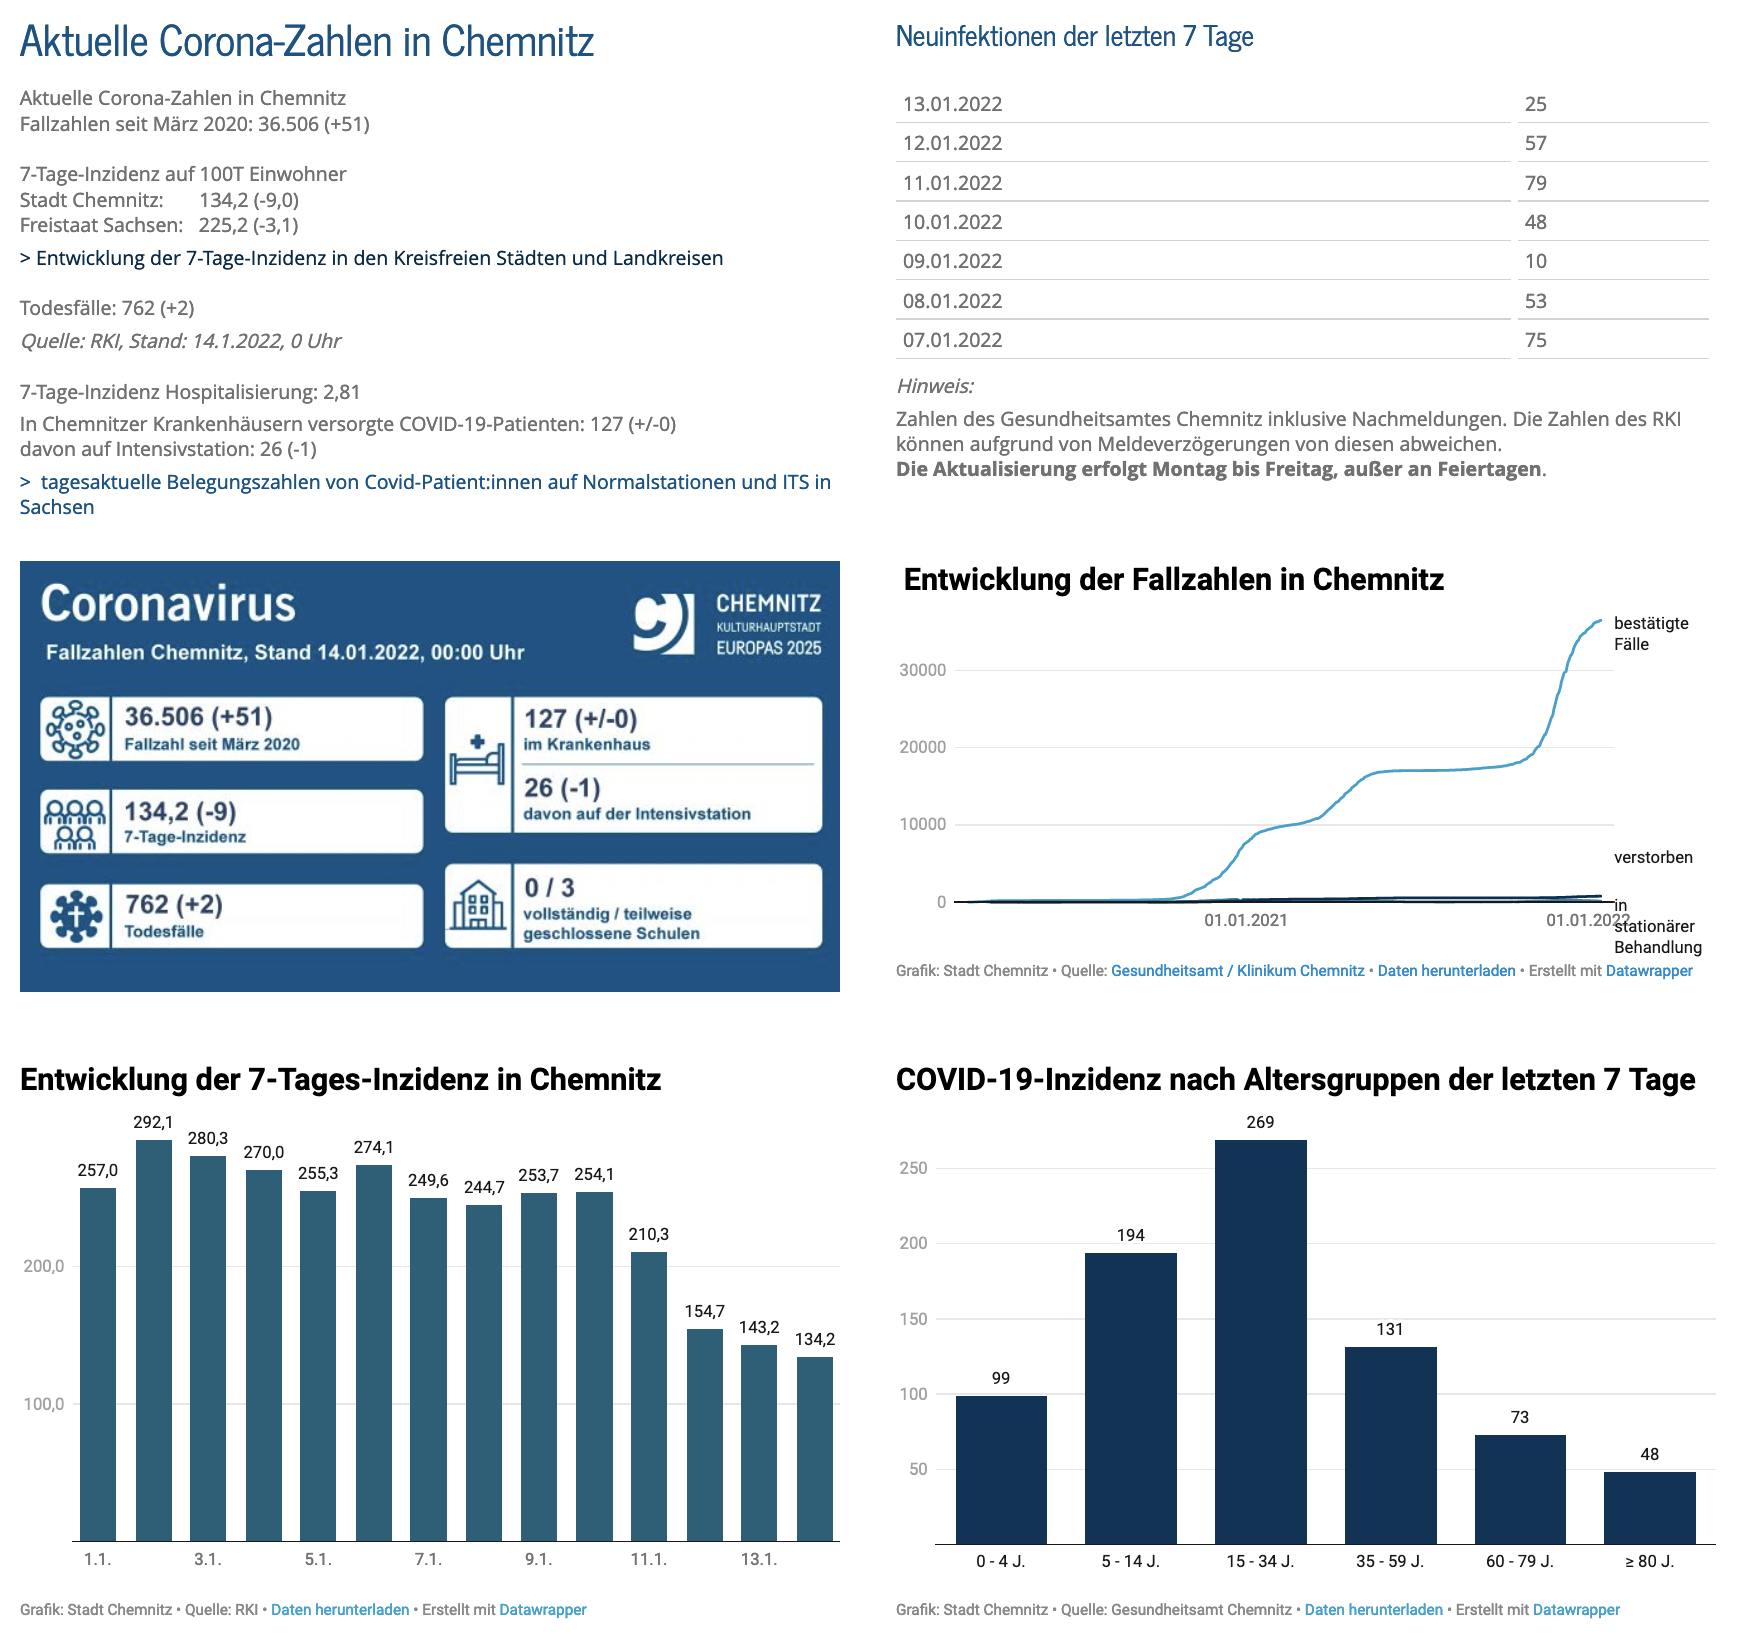 Aktuelle Corona-Zahlen in Chemnitz
Aktuelle Corona-Zahlen in Chemnitz
Fallzahlen seit März 2020: 36.506 (+51)
7-Tage-Inzidenz auf 100T Einwohner
Stadt Chemnitz: 134,2 (-9,0)
Freistaat Sachsen: 225,2 (-3,1)
> Entwicklung der 7-Tage-Inzidenz in den Kreisfreien Städten und Landkreisen
Todesfälle: 762 (+2)
Quelle: RKI, Stand: 14.1.2022, 0 Uhr
7-Tage-Inzidenz Hospitalisierung: 2,81
In Chemnitzer Krankenhäusern versorgte COVID-19-Patienten: 127 (+/-0)
davon auf Intensivstation: 26 (-1)
> tagesaktuelle Belegungszahlen von Covid-Patient:innen auf Normalstationen und ITS in
Sachsen
Neuinfektionen der letzten 7 Tage
13.01.2022 25
12.01.2022 57
11.01.2022 79
10.01.2022 48
09.01.2022 10
08.01.2022 53
07.01.2022 75
Hinweis:
Zahlen des Gesundheitsamtes Chemnitz inklusive Nachmeldungen. Die Zahlen des RKI
können aufgrund von Meldeverzögerungen von diesen abweichen.
Die Aktualisierung erfolgt Montag bis Freitag, außer an Feiertagen.
Coronavirus
Fallzahlen Chemnitz, Stand 14.01.2022, 00:00 Uhr
CHEMNITZ
KULTURHAUPTSTADT
EUROPAS 2025
36.506 (+51)
Fallzahl seit März 2020
134,2 (-9)
7-Tage-Inzidenz
762 (+2)
Todesfälle
127 (+/-0)
im Krankenhaus
26 (-1)
davon auf der Intensivstation
0 / 3
vollständig / teilweise
geschlossene Schulen
Entwicklung der Fallzahlen in Chemnitz
bestätigte
Fälle
30000
20000
10000
verstorben
0
in
stationärer
Behandlung
01.01.2021 01.01.2022
Grafik: Stadt Chemnitz • Quelle: Gesundheitsamt / Klinikum Chemnitz • Daten herunterladen • Erstellt mit Datawrapper
Entwicklung der 7-Tages-Inzidenz in Chemnitz
257,0 292,1 280,3 270,0 255,3 274,1 249,6 244,7 253,7 254,1 210,3 154,7 143,2 134,2
200,0
100,0
1.1. 3.1. 5.1. 7.1. 9.1. 11.1. 13.1.
Grafik: Stadt Chemnitz • Quelle: RKI • Daten herunterladen • Erstellt mit Datawrapper
COVID-19-Inzidenz nach Altersgruppen der letzten 7 Tage
99 194 269 131 73 48
250
200
150
100
50
0 - 4 J. 5 - 14 J. 15 - 34 J. 35 - 59 J. 60 - 79 J. ≥ 80 J.
Grafik: Stadt Chemnitz • Quelle: Gesundheitsamt Chemnitz • Daten herunterladen • Erstellt mit Datawrapper